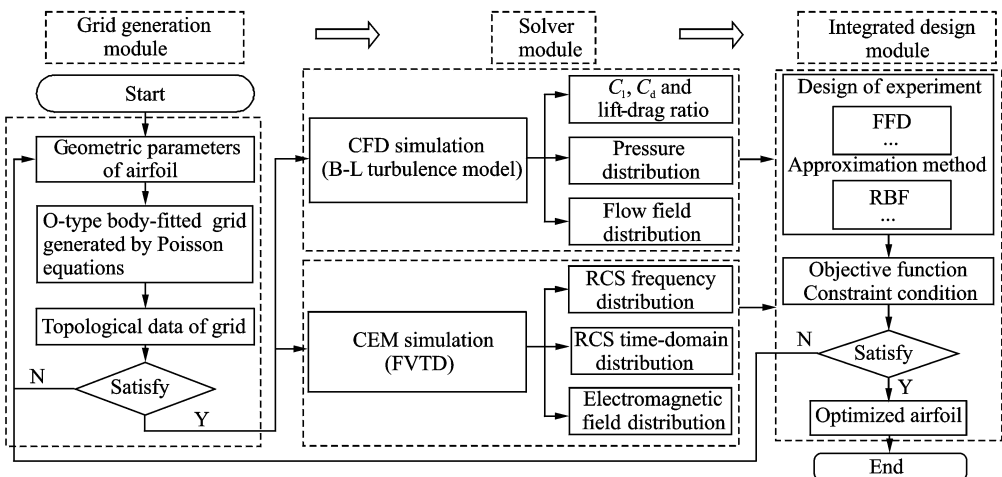 Grid generation
module
Start
Geometric parameters
of airfoil
O-type body-fitted grid
generated by Poisson
equations
Topological data of grid
Satisfy
N
Y
Solver
module
CFD simulation
(B-L turbulence model)
C₁, C_d and
lift-drag ratio
Pressure
distribution
Flow field
distribution
CEM simulation
(FVTD)
RCS frequency
distribution
RCS time-domain
distribution
Electromagnetic
field distribution
Integrated design
module
Design of experiment
FFD
...
Approximation method
RBF
...
Objective function
Constraint condition
Satisfy
N
Y
Optimized airfoil
End